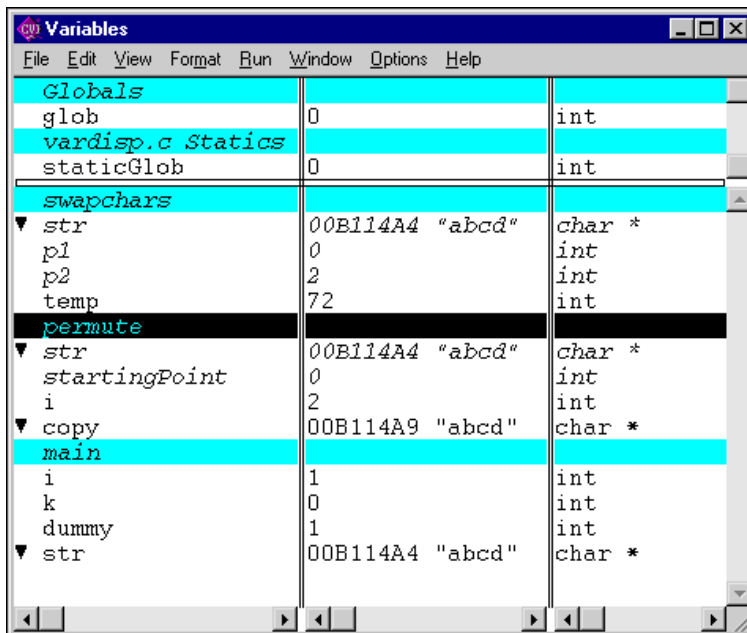 CVI Variables
File Edit View Format Run Window Options Help
Globals
glob 0 int
vardisp.c Statics
staticGlob 0 int
swapchars
str 00B114A4 "abcd" char *
p1 0 int
p2 2 int
temp 72 int
permute
str 00B114A4 "abcd" char *
startingPoint 0 int
i 2 int
copy 00B114A9 "abcd" char *
main
i 1 int
k 0 int
dummy 1 int
str 00B114A4 "abcd" char *